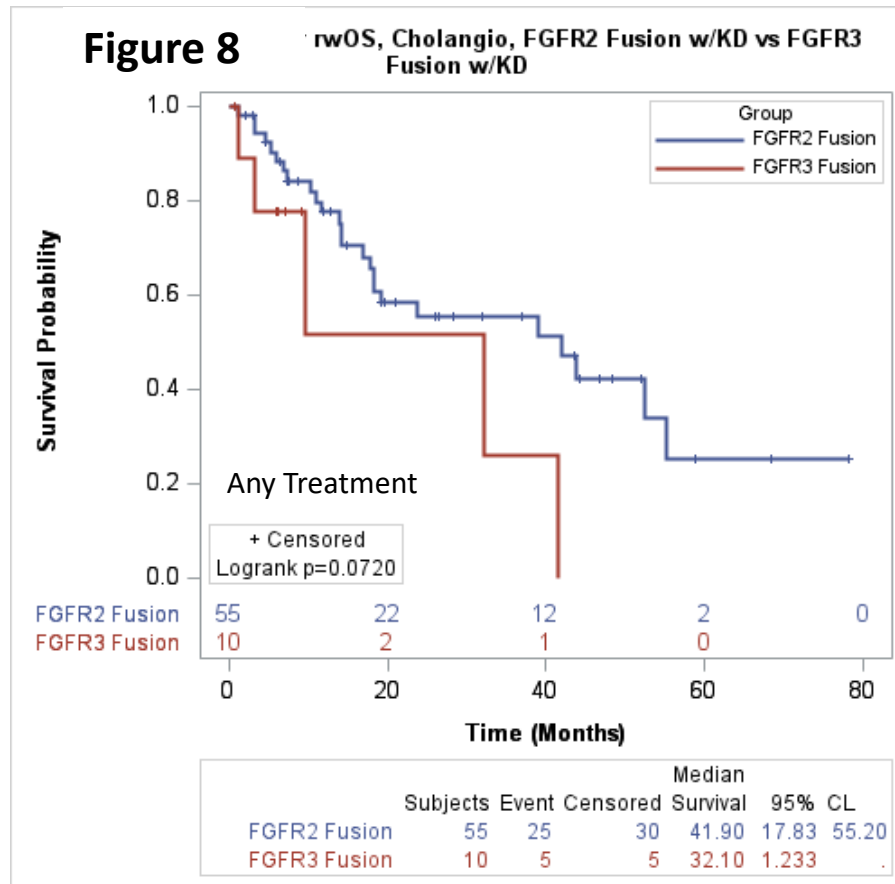 Figure 8
rwOS, Cholangio, FGFR2 Fusion w/KD vs FGFR3
Fusion w/KD
Group
FGFR2 Fusion
FGFR3 Fusion
1.0
0.8
0.6
0.4
0.2
0.0
Survival Probability
Any Treatment
+ Censored
Logrank p=0.0720
FGFR2 Fusion 55 22 12 2 0
FGFR3 Fusion 10 2 1 0
0 20 40 60 80
Time (Months)
Median
Subjects Event Censored Survival 95% CL
FGFR2 Fusion 55 25 30 41.90 17.83 55.20
FGFR3 Fusion 10 5 5 32.10 1.233 .